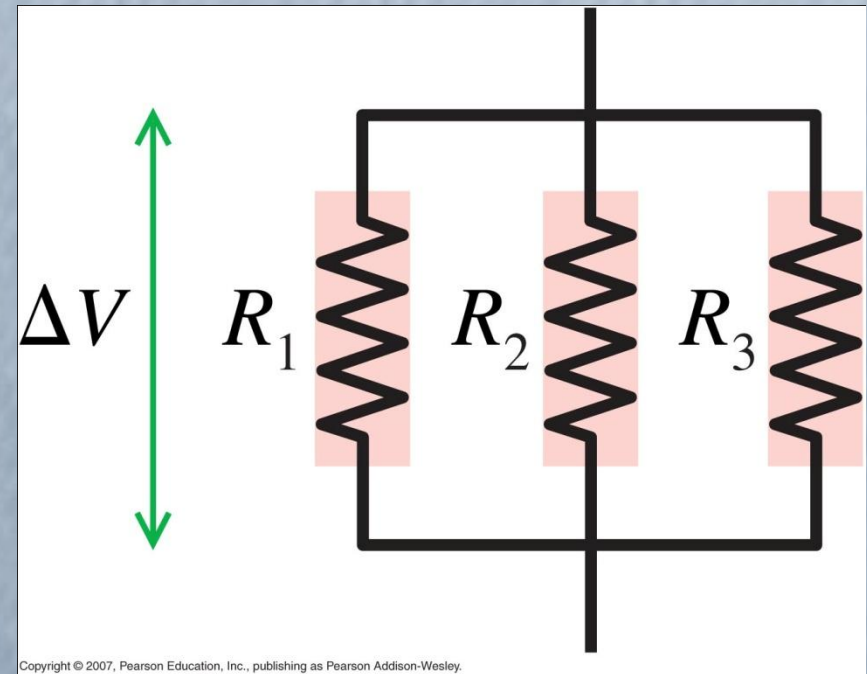 ΔV R₁ R₂ R₃
Copyright © 2007, Pearson Education, Inc., publishing as Pearson Addison-Wesley.